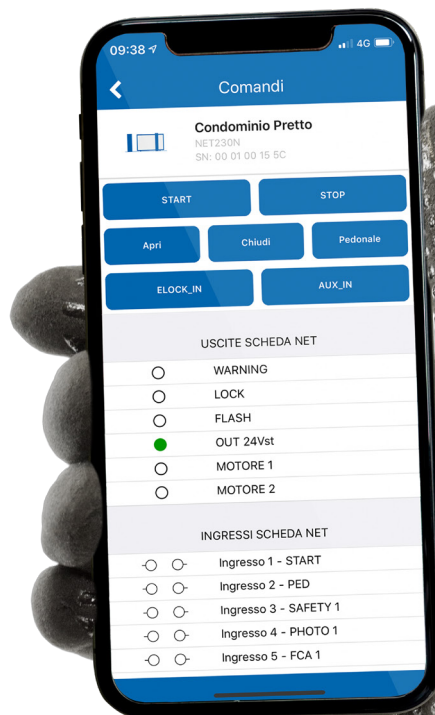 09:38 4G
Comandi
Condominio Pretto
NET230N
SN: 00 01 00 15 5C
START STOP
Apri Chiudi Pedonale
ELOCK_IN AUX_IN
USCITE SCHEDA NET
WARNING
LOCK
FLASH
OUT 24Vst
MOTORE 1
MOTORE 2
INGRESSI SCHEDA NET
Ingresso 1 - START
Ingresso 2 - PED
Ingresso 3 - SAFETY 1
Ingresso 4 - PHOTO 1
Ingresso 5 - FCA 1